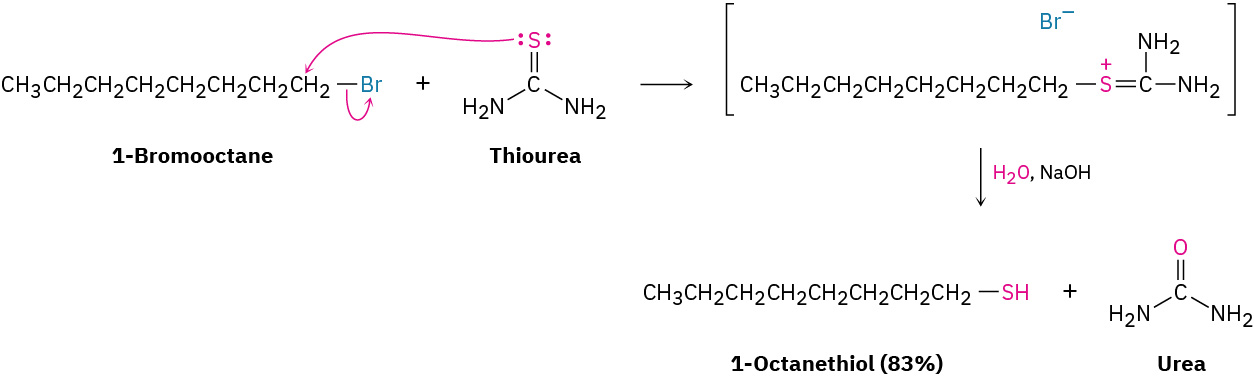 Br⁻
:S:
NH₂
+
CH₃CH₂CH₂CH₂CH₂CH₂CH₂CH₂—Br + C
CH₃CH₂CH₂CH₂CH₂CH₂CH₂CH₂—S=C—NH₂
H₂N NH₂
1-Bromooctane
Thiourea
H₂O, NaOH
O
CH₃CH₂CH₂CH₂CH₂CH₂CH₂CH₂—SH + C
H₂N NH₂
1-Octanethiol (83%)
Urea